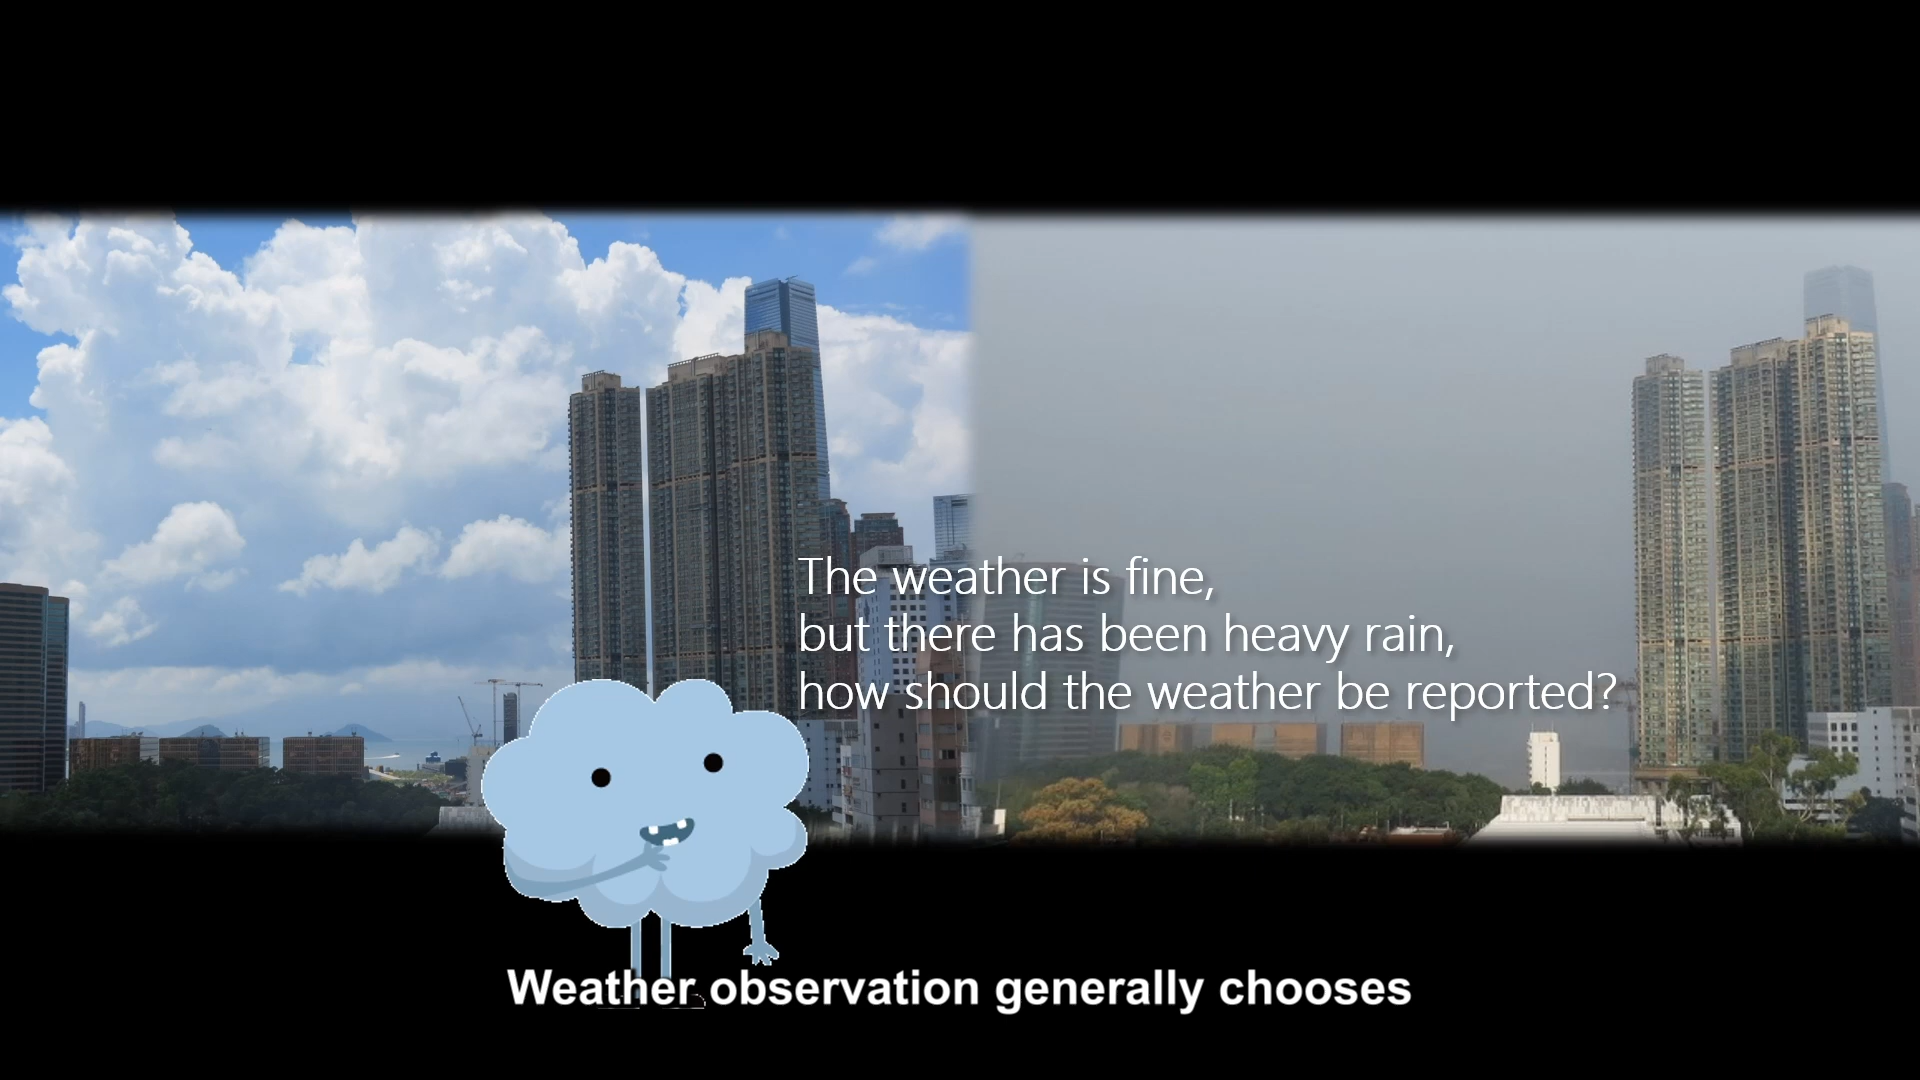 The weather is fine,
but there has been heavy rain,
how should the weather be reported?
Weather observation generally chooses